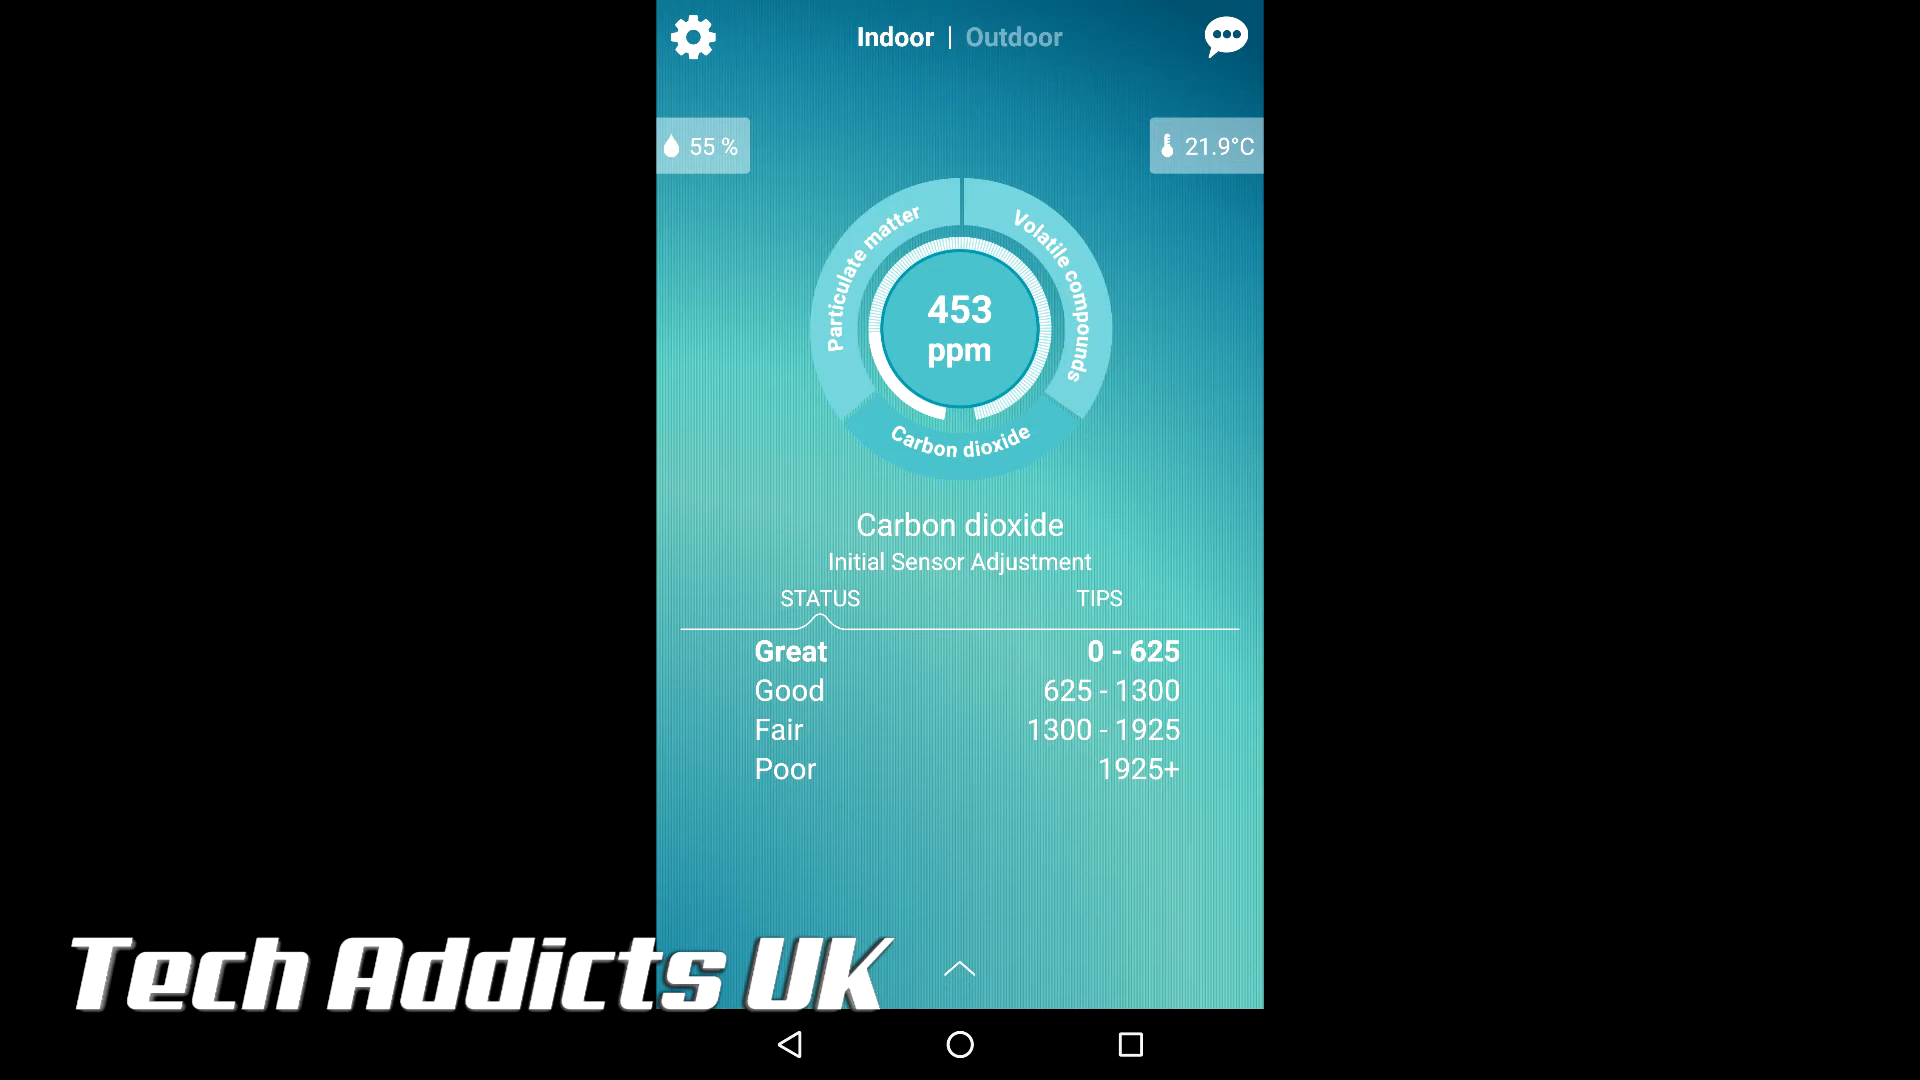 Indoor | Outdoor
55 %
21.9°C
Particulate matter
Volatile compounds
453
ppm
Carbon dioxide
Carbon dioxide
Initial Sensor Adjustment
STATUS TIPS
Great 0 - 625
Good 625 - 1300
Fair 1300 - 1925
Poor 1925+
Tech Addicts UK